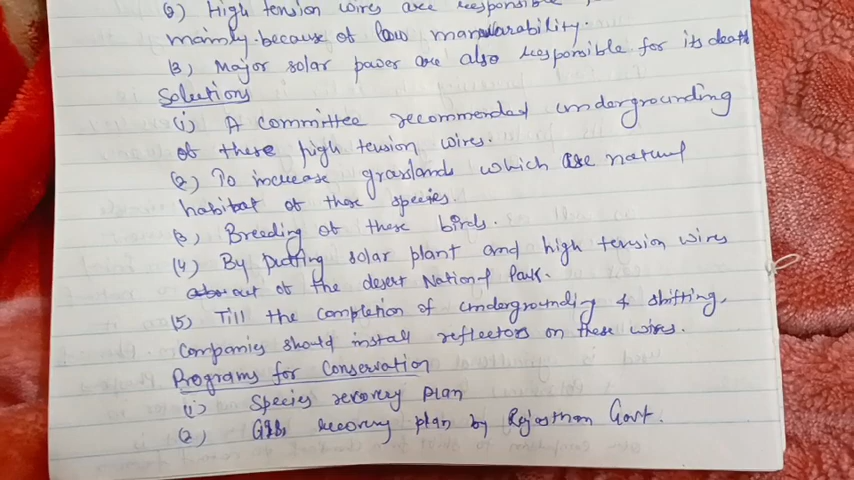 2) High tension wires are responsible,
mainly because of low manuarability.
(3) Major solar power are also responsible for its death
Solutions
(1) A committee recommended undergrounding
of these high tension wires.
(2) To increase grasslands which are natural
habitat of these species.
(3) Breeding of these birds.
(4) By putting solar plant and high tension wires
out of the desert National Park.
(5) Till the completion of undergrounding & shifting,
Companies should install reflectors on these wires.
Programs for Conservation
(1) Species recovery plan
(2) GIBs recovery plan by Rajasthan Govt.